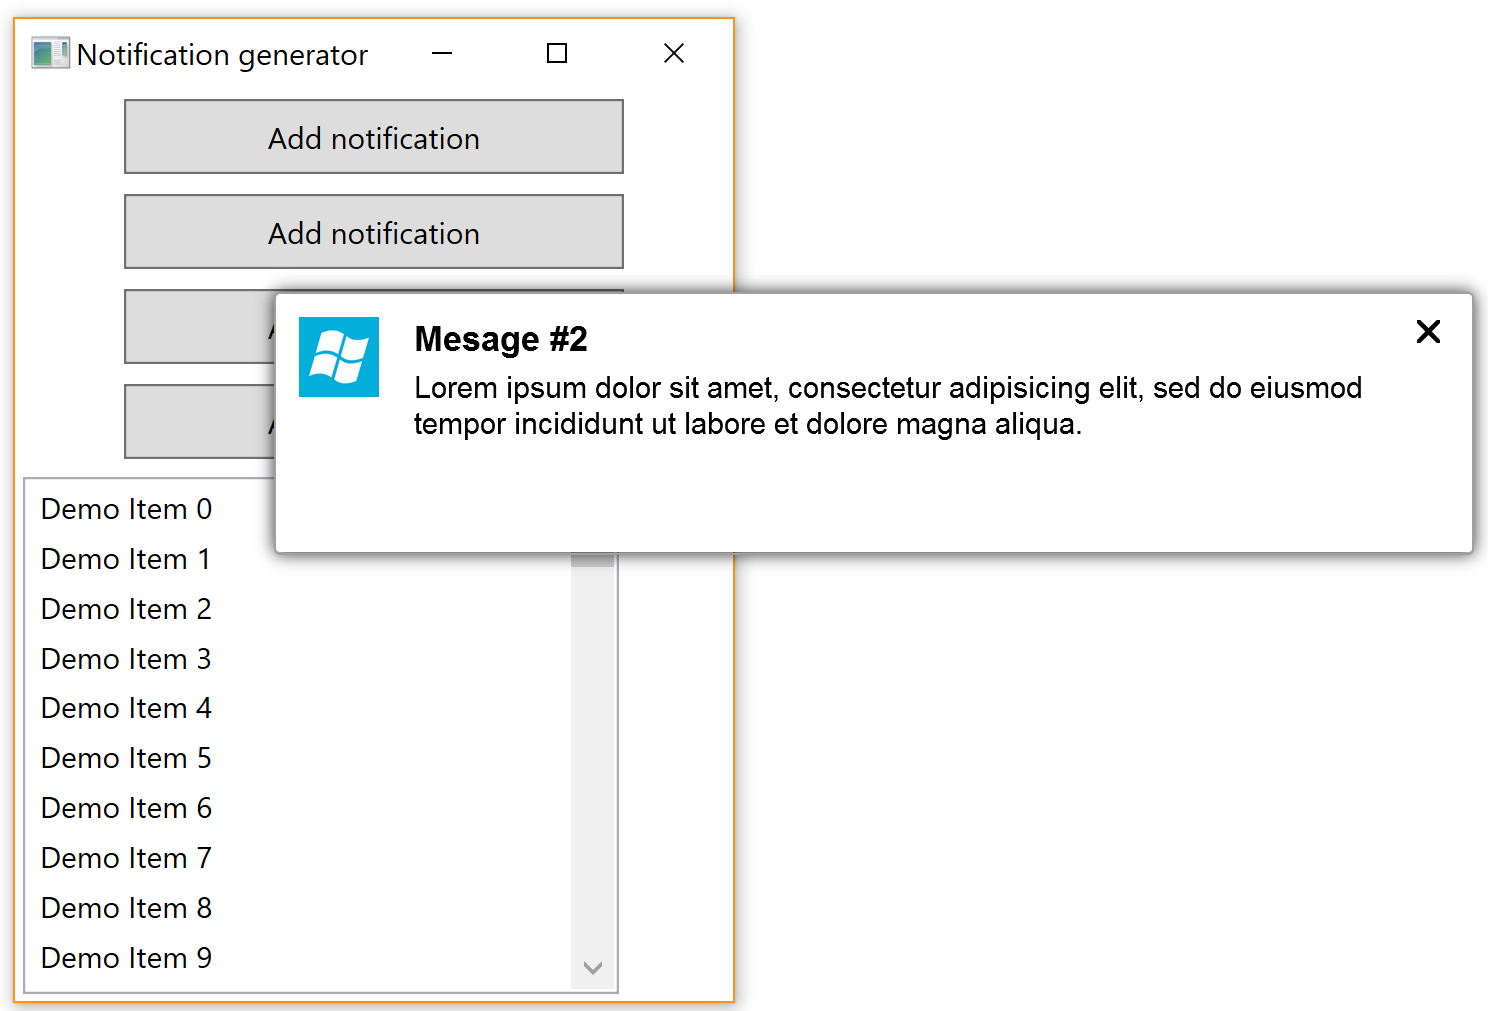 Notification generator
Add notification
Add notification
Mesage #2
Lorem ipsum dolor sit amet, consectetur adipisicing elit, sed do eiusmod
tempor incididunt ut labore et dolore magna aliqua.
Demo Item 0
Demo Item 1
Demo Item 2
Demo Item 3
Demo Item 4
Demo Item 5
Demo Item 6
Demo Item 7
Demo Item 8
Demo Item 9